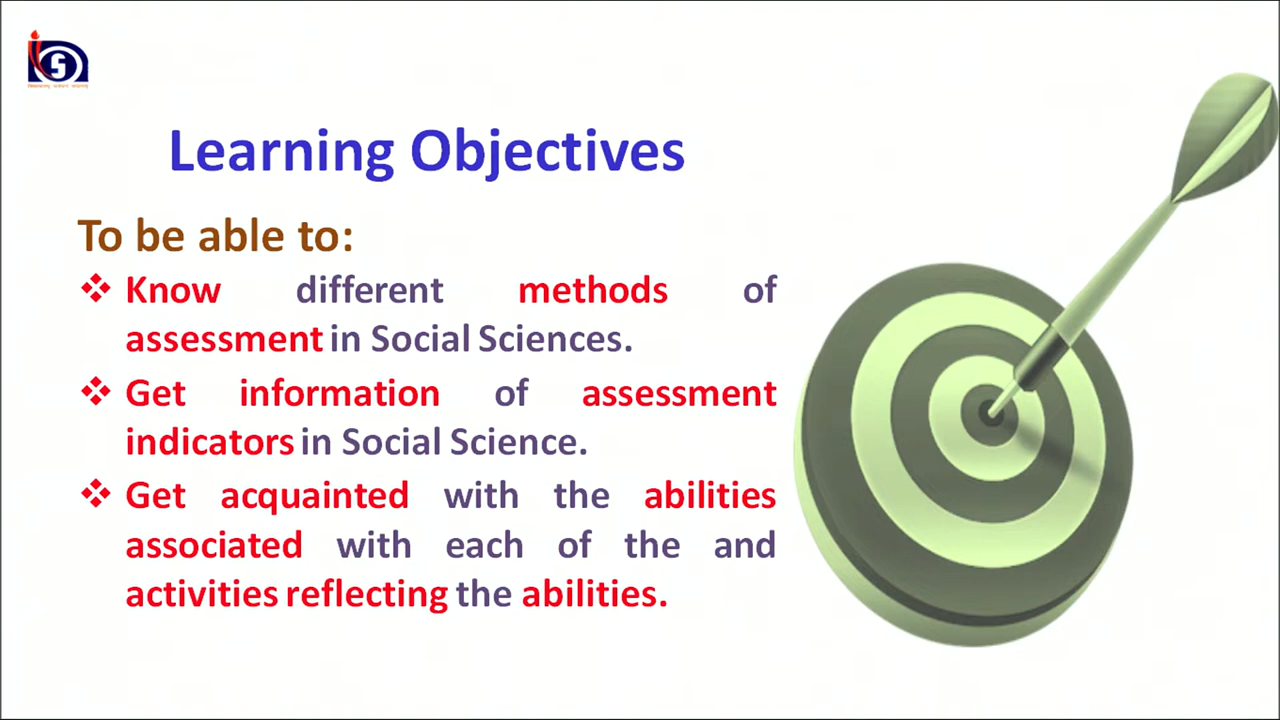 Learning Objectives
To be able to:
❖ Know different methods of
assessment in Social Sciences.
❖ Get information of assessment
indicators in Social Science.
❖ Get acquainted with the abilities
associated with each of the and
activities reflecting the abilities.